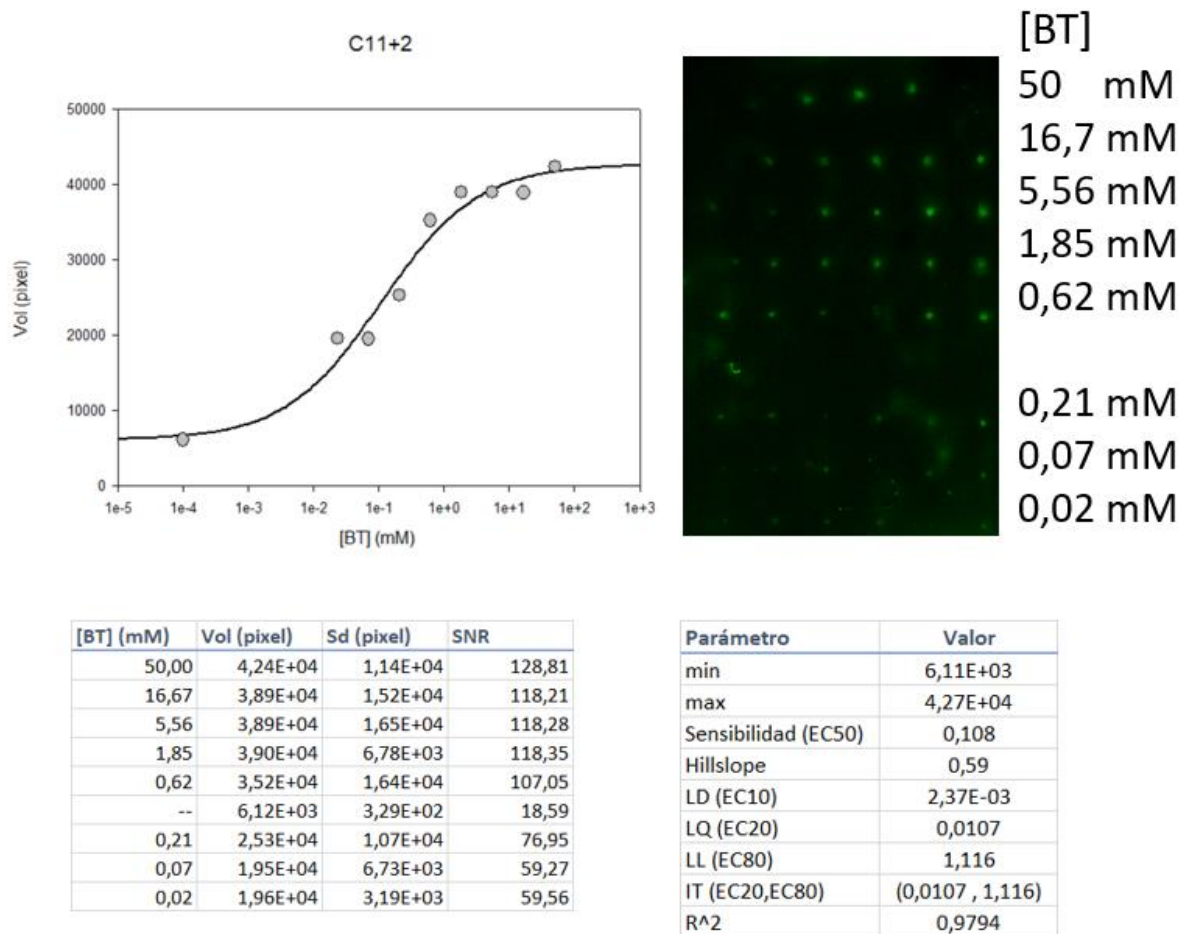 C11+2
50000
40000
30000
20000
10000
0
Vol (pixel)
1e-5 1e-4 1e-3 1e-2 1e-1 1e+0 1e+1 1e+2 1e+3
[BT] (mM)
[BT]
50 mM
16,7 mM
5,56 mM
1,85 mM
0,62 mM
0,21 mM
0,07 mM
0,02 mM
[BT] (mM) Vol (pixel) Sd (pixel) SNR
50,00 4,24E+04 1,14E+04 128,81
16,67 3,89E+04 1,52E+04 118,21
5,56 3,89E+04 1,65E+04 118,28
1,85 3,90E+04 6,78E+03 118,35
0,62 3,52E+04 1,64E+04 107,05
-- 6,12E+03 3,29E+02 18,59
0,21 2,53E+04 1,07E+04 76,95
0,07 1,95E+04 6,73E+03 59,27
0,02 1,96E+04 3,19E+03 59,56
Parámetro Valor
min 6,11E+03
max 4,27E+04
Sensibilidad (EC50) 0,108
Hillslope 0,59
LD (EC10) 2,37E-03
LQ (EC20) 0,0107
LL (EC80) 1,116
IT (EC20,EC80) (0,0107 , 1,116)
R^2 0,9794